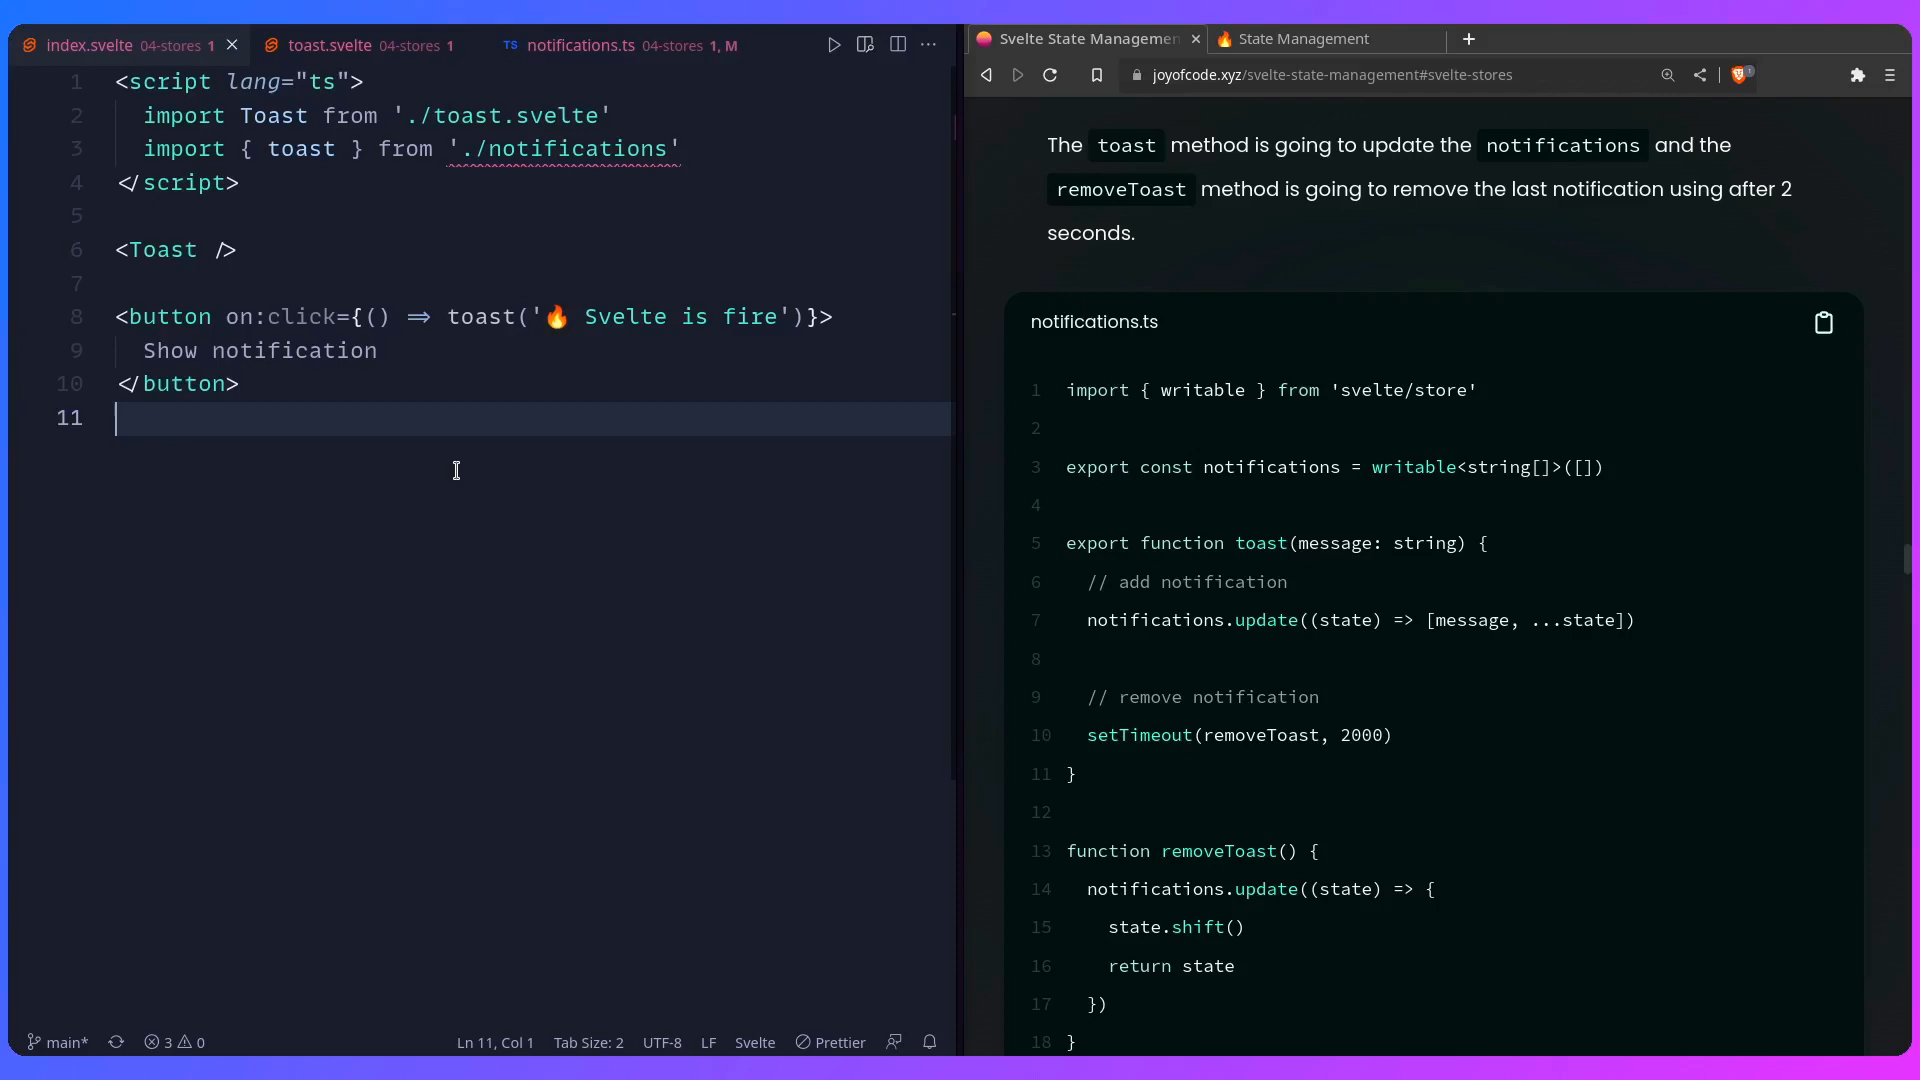 index.svelte 04-stores 1
toast.svelte 04-stores 1
TS notifications.ts 04-stores 1, M
1 <script lang="ts">
2 import Toast from './toast.svelte'
3 import { toast } from './notifications'
4 </script>
5
6 <Toast />
7
8 <button on:click={() => toast('🔥 Svelte is fire')}>
9 Show notification
10 </button>
11
main* 3 0 Ln 11, Col 1 Tab Size: 2 UTF-8 LF Svelte Prettier
Svelte State Managemen
🔥 State Management
joyofcode.xyz/svelte-state-management#svelte-stores
1
The toast method is going to update the notifications and the
removeToast method is going to remove the last notification using after 2
seconds.
notifications.ts
1 import { writable } from 'svelte/store'
2
3 export const notifications = writable<string[]>([])
4
5 export function toast(message: string) {
6 // add notification
7 notifications.update((state) => [message, ...state])
8
9 // remove notification
10 setTimeout(removeToast, 2000)
11 }
12
13 function removeToast() {
14 notifications.update((state) => {
15 state.shift()
16 return state
17 })
18 }